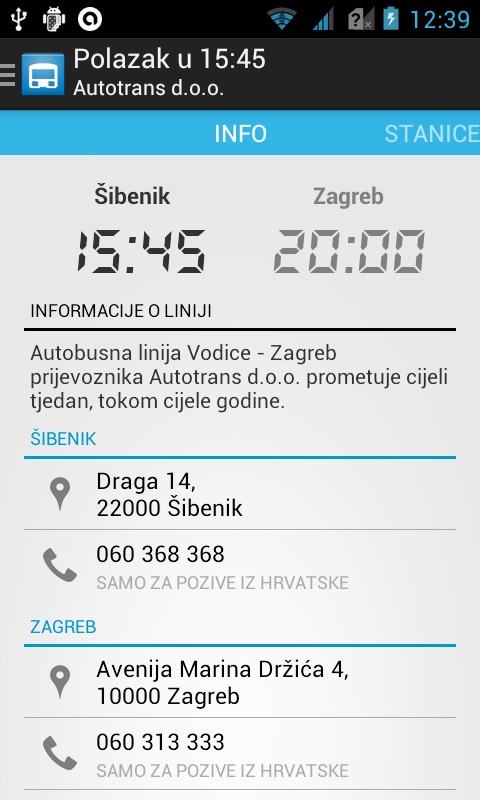 12:39
Polazak u 15:45
Autotrans d.o.o.
INFO
STANICE
Šibenik
Zagreb
15:45
20:00
INFORMACIJE O LINIJI
Autobusna linija Vodice - Zagreb
prijevoznika Autotrans d.o.o. prometuje cijeli
tjedan, tokom cijele godine.
ŠIBENIK
Draga 14,
22000 Šibenik
060 368 368
SAMO ZA POZIVE IZ HRVATSKE
ZAGREB
Avenija Marina Držića 4,
10000 Zagreb
060 313 333
SAMO ZA POZIVE IZ HRVATSKE